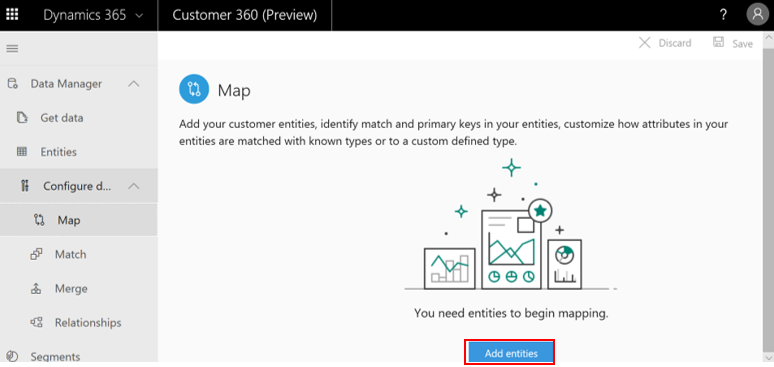 Dynamics 365
Customer 360 (Preview)
?
Discard
Save
Data Manager
Get data
Entities
Configure d...
Map
Match
Merge
Relationships
Segments
Map
Add your customer entities, identify match and primary keys in your entities, customize how attributes in your
entities are matched with known types or to a custom defined type.
You need entities to begin mapping.
Add entities